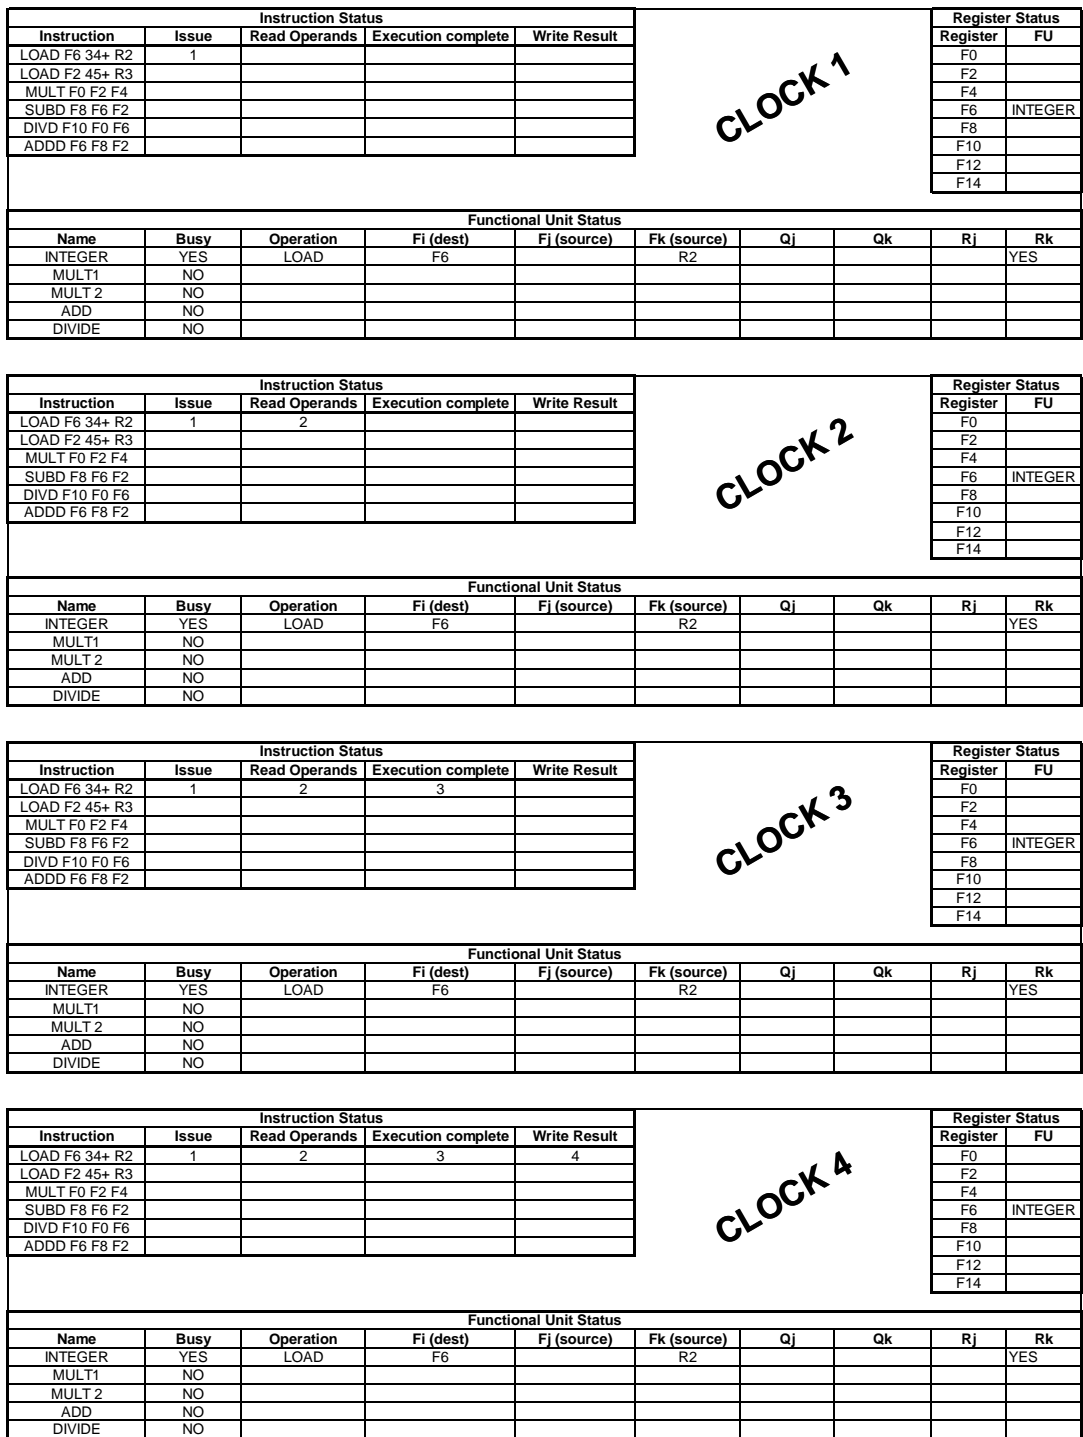 Instruction Status Register Status
Instruction Issue Read Operands Execution complete Write Result Register FU
LOAD F6 34+ R2 1 F0
LOAD F2 45+ R3 F2
MULT F0 F2 F4 F4
SUBD F8 F6 F2 F6 INTEGER
DIVD F10 F0 F6 F8
ADDD F6 F8 F2 F10
F12
F14
CLOCK 1
Functional Unit Status
Name Busy Operation Fi (dest) Fj (source) Fk (source) Qj Qk Rj Rk
INTEGER YES LOAD F6 R2 YES
MULT1 NO
MULT 2 NO
ADD NO
DIVIDE NO
Instruction Status Register Status
Instruction Issue Read Operands Execution complete Write Result Register FU
LOAD F6 34+ R2 1 2 F0
LOAD F2 45+ R3 F2
MULT F0 F2 F4 F4
SUBD F8 F6 F2 F6 INTEGER
DIVD F10 F0 F6 F8
ADDD F6 F8 F2 F10
F12
F14
CLOCK 2
Functional Unit Status
Name Busy Operation Fi (dest) Fj (source) Fk (source) Qj Qk Rj Rk
INTEGER YES LOAD F6 R2 YES
MULT1 NO
MULT 2 NO
ADD NO
DIVIDE NO
Instruction Status Register Status
Instruction Issue Read Operands Execution complete Write Result Register FU
LOAD F6 34+ R2 1 2 3 F0
LOAD F2 45+ R3 F2
MULT F0 F2 F4 F4
SUBD F8 F6 F2 F6 INTEGER
DIVD F10 F0 F6 F8
ADDD F6 F8 F2 F10
F12
F14
CLOCK 3
Functional Unit Status
Name Busy Operation Fi (dest) Fj (source) Fk (source) Qj Qk Rj Rk
INTEGER YES LOAD F6 R2 YES
MULT1 NO
MULT 2 NO
ADD NO
DIVIDE NO
Instruction Status Register Status
Instruction Issue Read Operands Execution complete Write Result Register FU
LOAD F6 34+ R2 1 2 3 4 F0
LOAD F2 45+ R3 F2
MULT F0 F2 F4 F4
SUBD F8 F6 F2 F6 INTEGER
DIVD F10 F0 F6 F8
ADDD F6 F8 F2 F10
F12
F14
CLOCK 4
Functional Unit Status
Name Busy Operation Fi (dest) Fj (source) Fk (source) Qj Qk Rj Rk
INTEGER YES LOAD F6 R2 YES
MULT1 NO
MULT 2 NO
ADD NO
DIVIDE NO